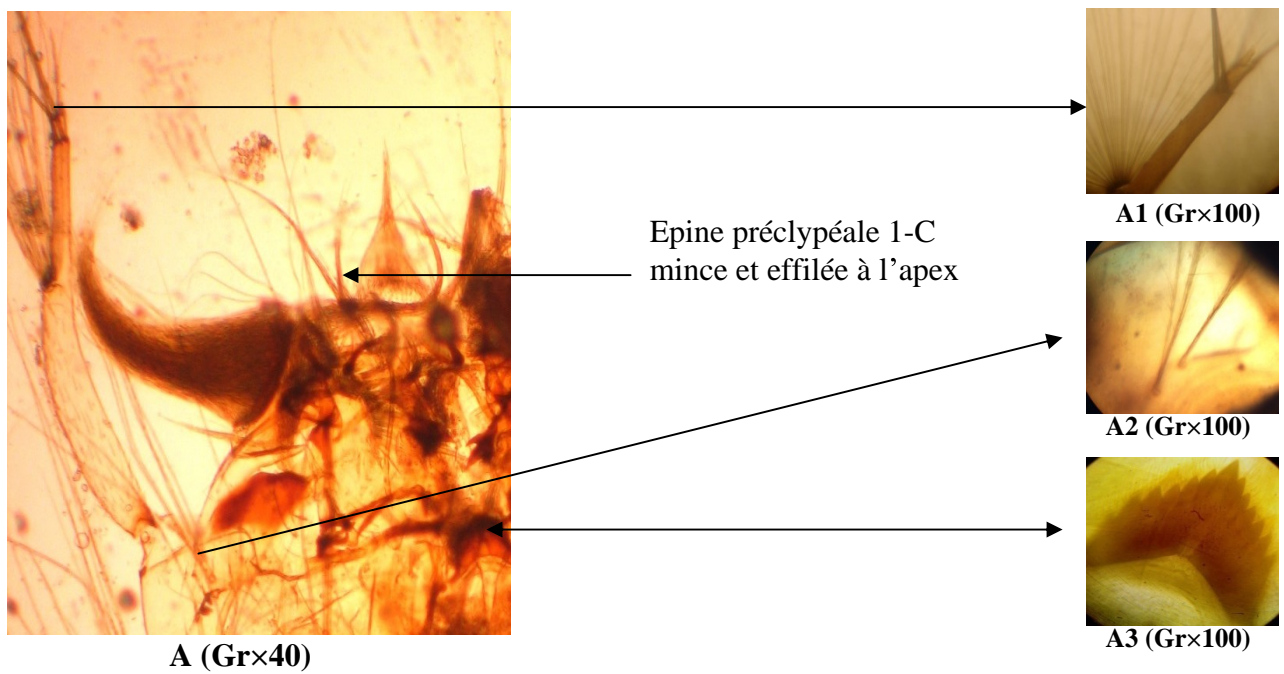 A1 (Gr×100)
Epine préclypéale 1-C
mince et effilée à l’apex
A2 (Gr×100)
A3 (Gr×100)
A (Gr×40)